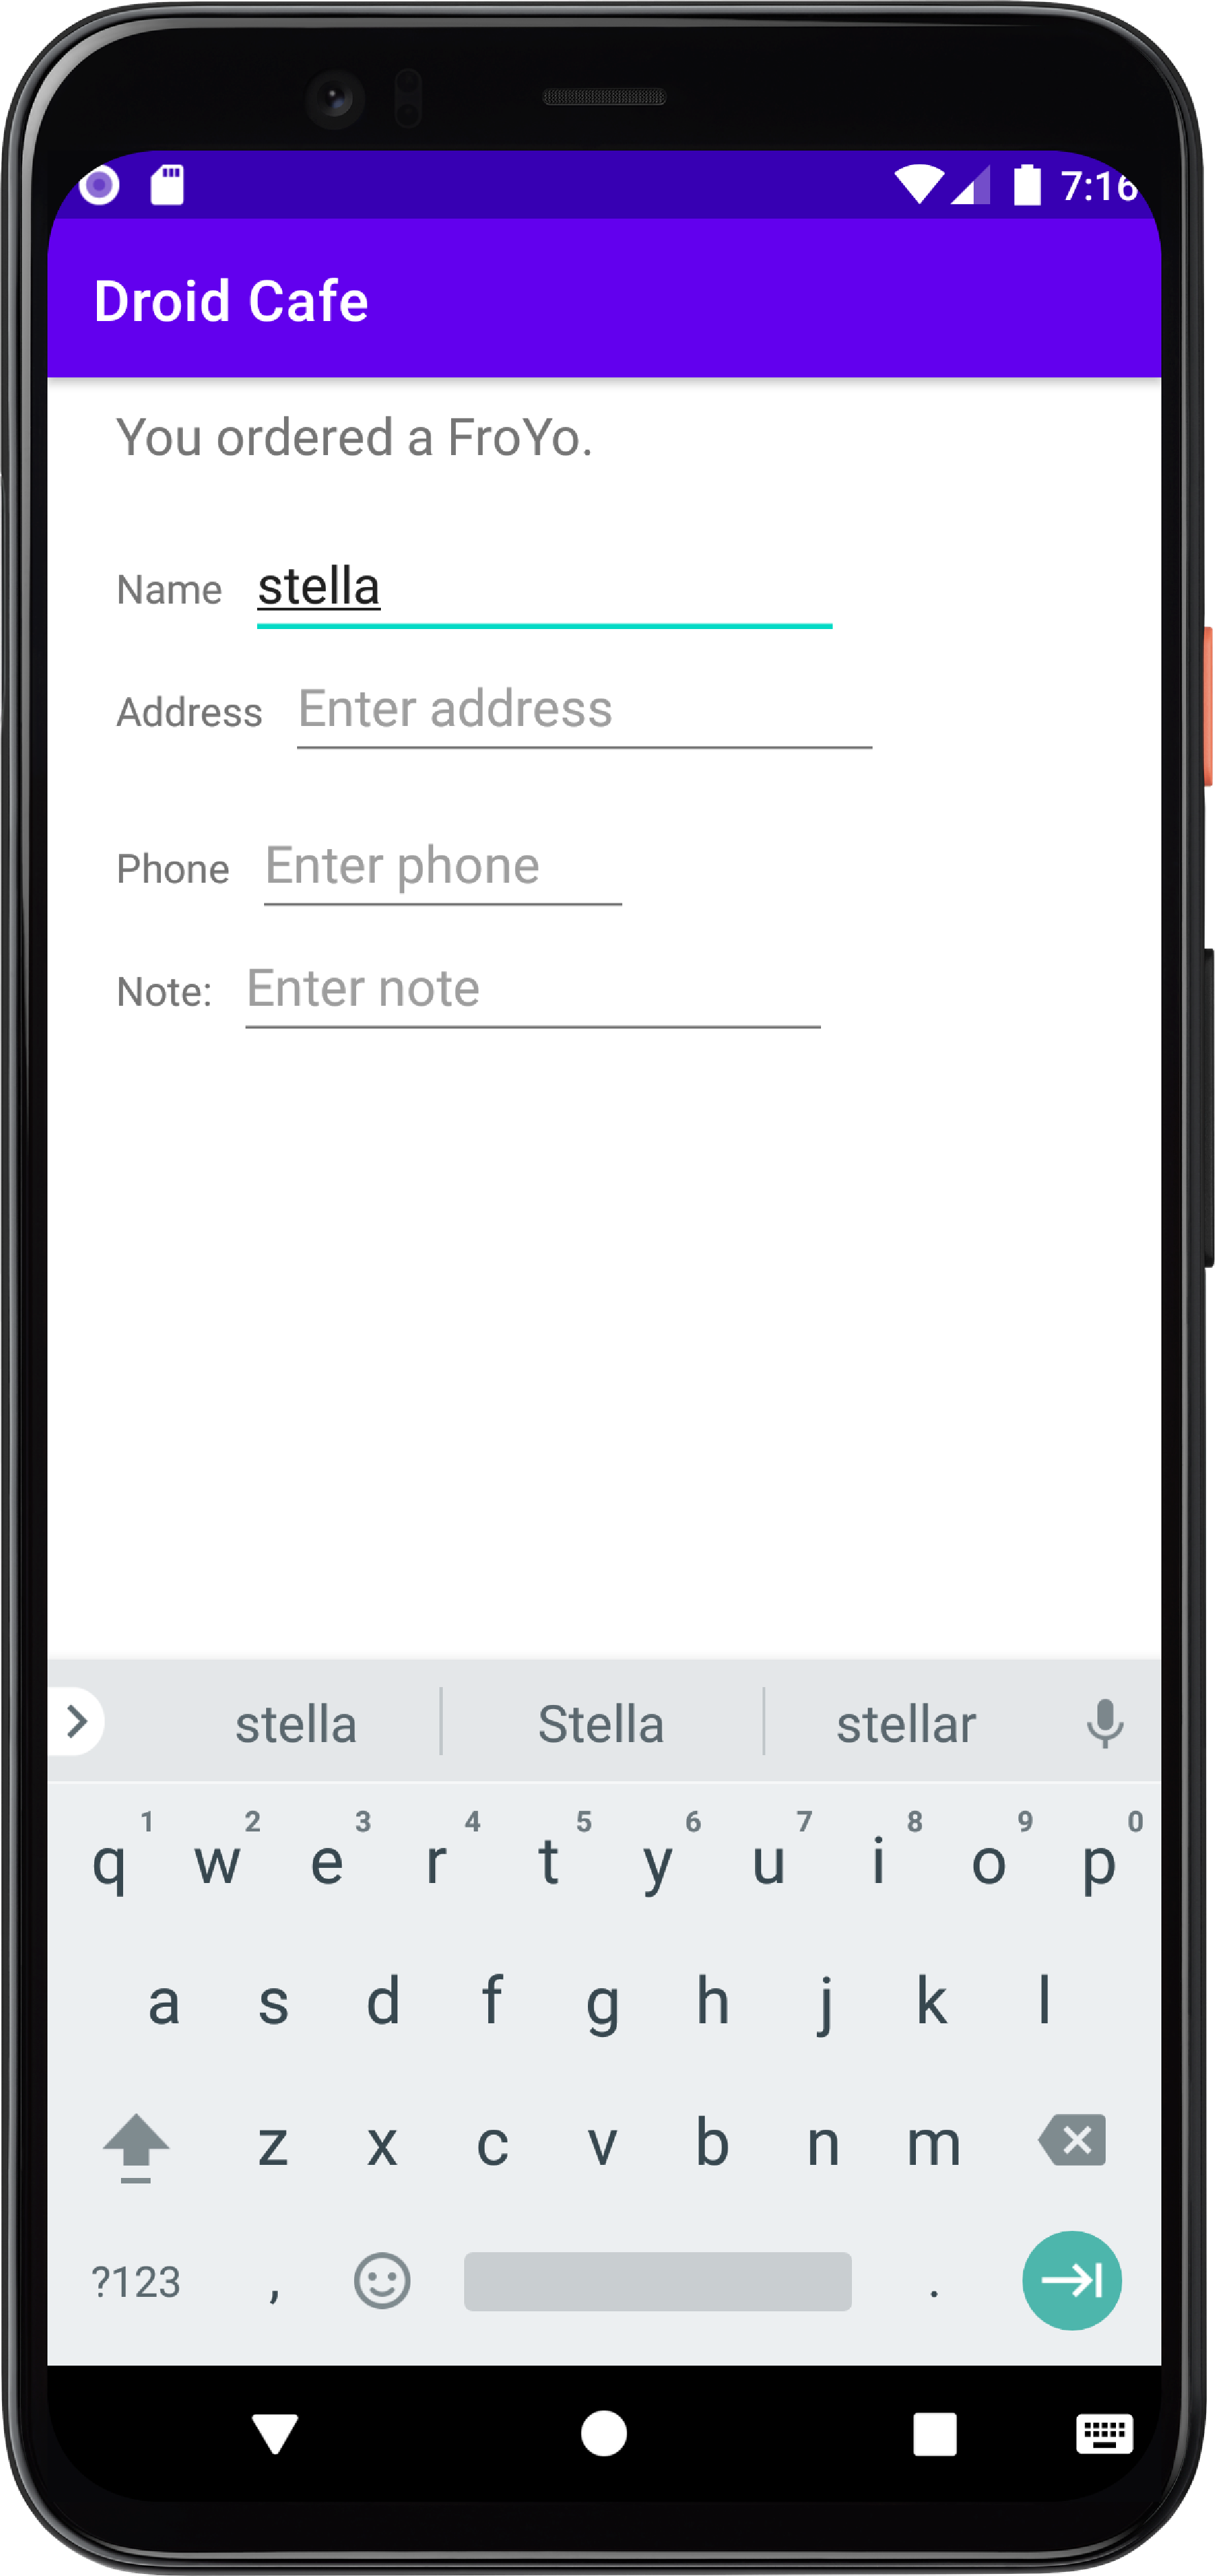 7:16
Droid Cafe
You ordered a FroYo.
Name stella
Address Enter address
Phone Enter phone
Note: Enter note
stella Stella stellar
1 2 3 4 5 6 7 8 9 0
q w e r t y u i o p
a s d f g h j k l
z x c v b n m
?123 , .